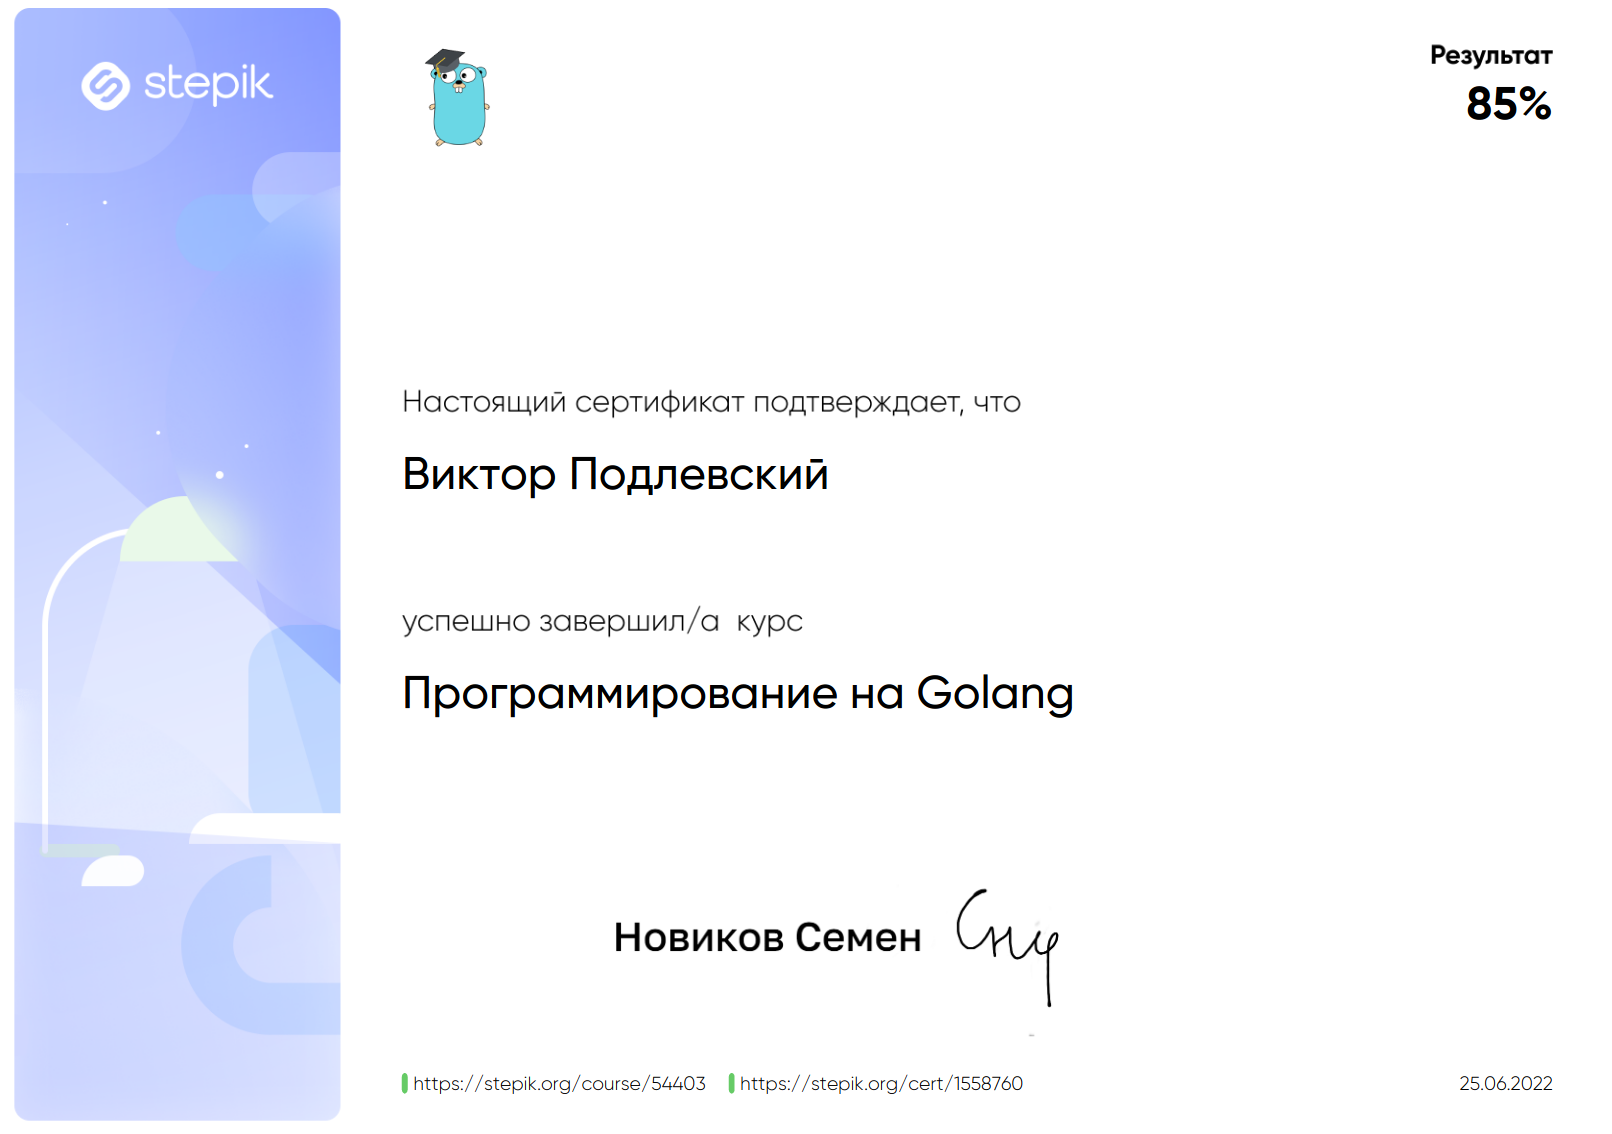 stepik
Результат
85%
Настоящий сертификат подтверждает, что
Виктор Подлевский
успешно завершил/а курс
Программирование на Golang
Новиков Семен
https://stepik.org/course/54403 https://stepik.org/cert/1558760 25.06.2022